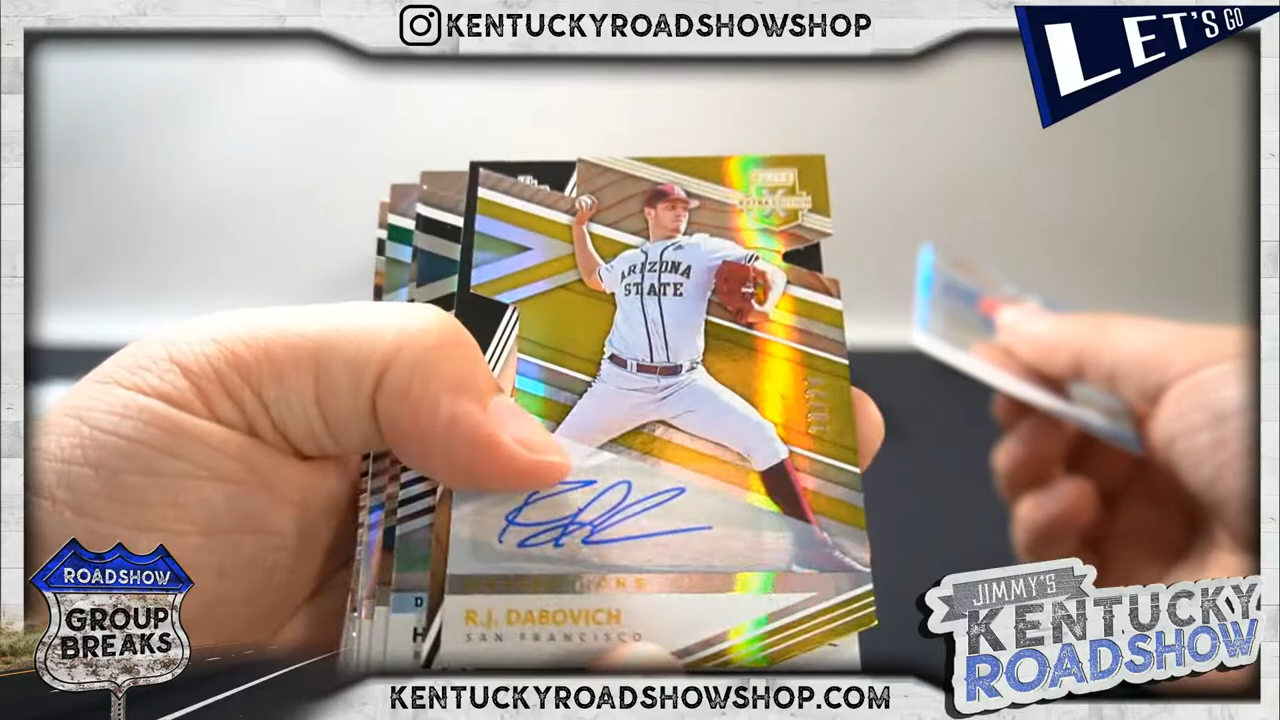 KENTUCKYROADSHOWSHOP
LET'S GO
ARIZONA
STATE
R.J. DABOVICH
SAN FRANCISCO
ROADSHOW
GROUP
BREAKS
JIMMY'S
KENTUCKY
ROADSHOW
KENTUCKYROADSHOWSHOP.COM